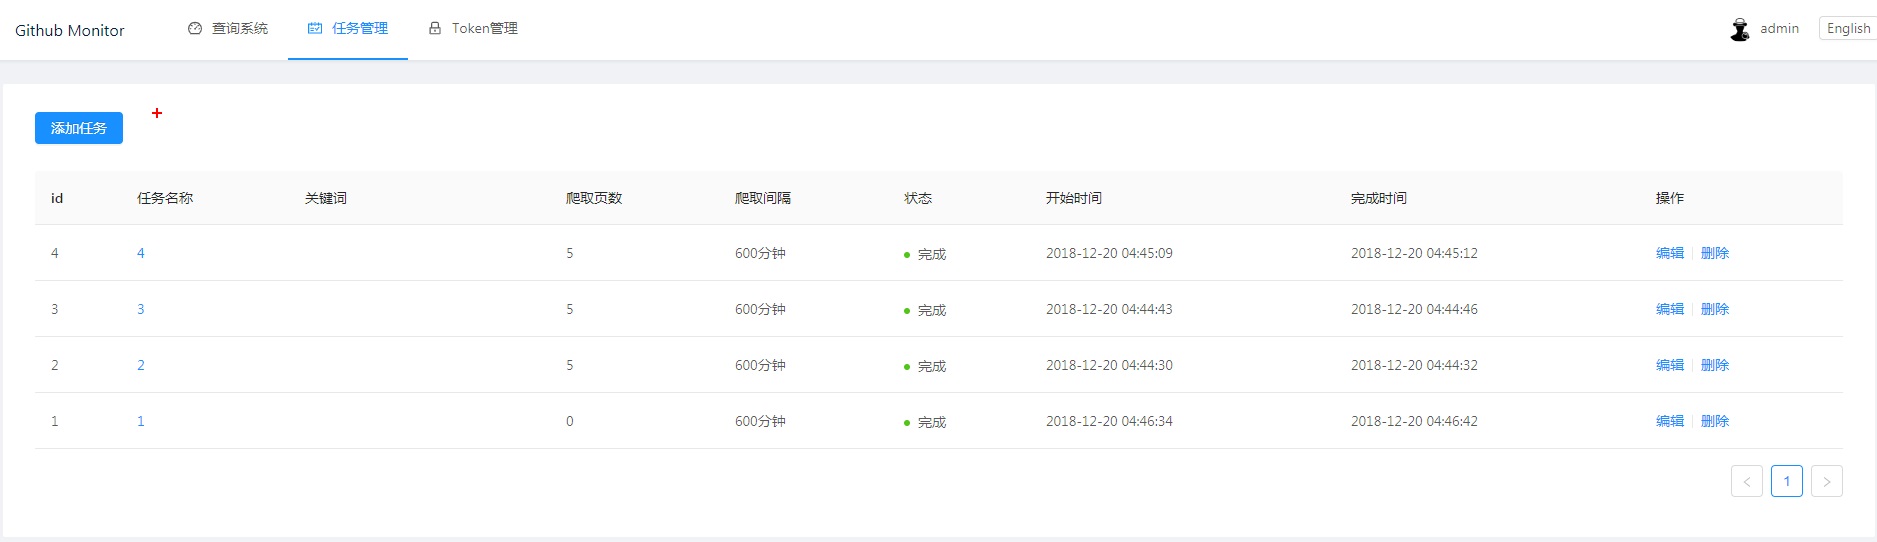 Github Monitor 查询系统 任务管理 Token管理 admin English
添加任务
id 任务名称 关键词 爬取页数 爬取间隔 状态 开始时间 完成时间 操作
4 4 5 600分钟 完成 2018-12-20 04:45:09 2018-12-20 04:45:12 编辑 删除
3 3 5 600分钟 完成 2018-12-20 04:44:43 2018-12-20 04:44:46 编辑 删除
2 2 5 600分钟 完成 2018-12-20 04:44:30 2018-12-20 04:44:32 编辑 删除
1 1 0 600分钟 完成 2018-12-20 04:46:34 2018-12-20 04:46:42 编辑 删除
< 1 >